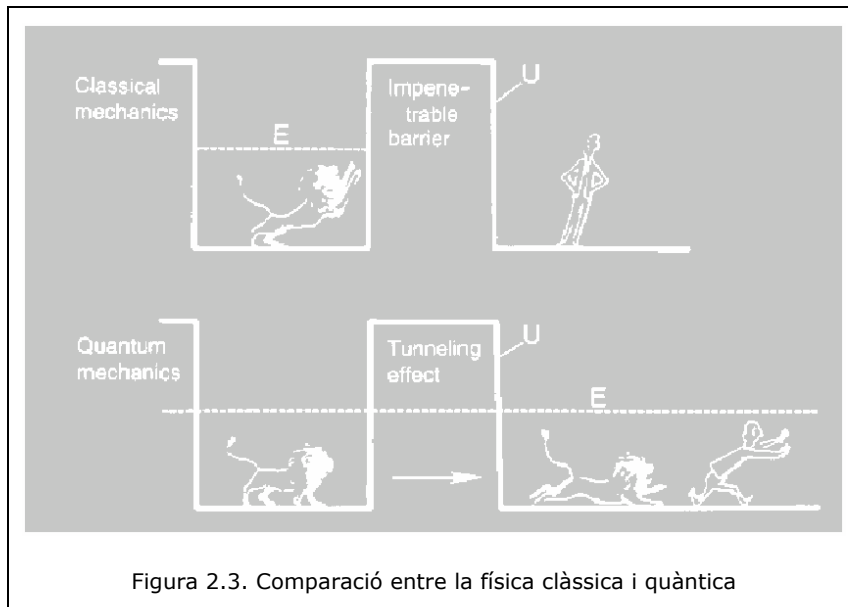 Classical
mechanics
E
Impene-
trable
barrier
U
Quantum
mechanics
Tunneling
effect
U
E
Figura 2.3. Comparació entre la física clàssica i quàntica